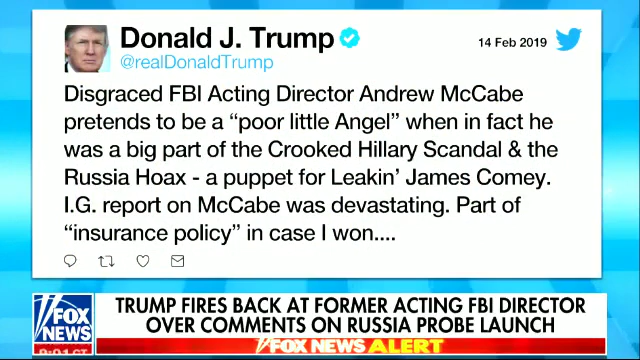 Donald J. Trump
@realDonaldTrump
14 Feb 2019
Disgraced FBI Acting Director Andrew McCabe
pretends to be a “poor little Angel” when in fact he
was a big part of the Crooked Hillary Scandal & the
Russia Hoax - a puppet for Leakin’ James Comey.
I.G. report on McCabe was devastating. Part of
“insurance policy” in case I won....
FOX
NEWS
TRUMP FIRES BACK AT FORMER ACTING FBI DIRECTOR
OVER COMMENTS ON RUSSIA PROBE LAUNCH
FOX NEWS ALERT